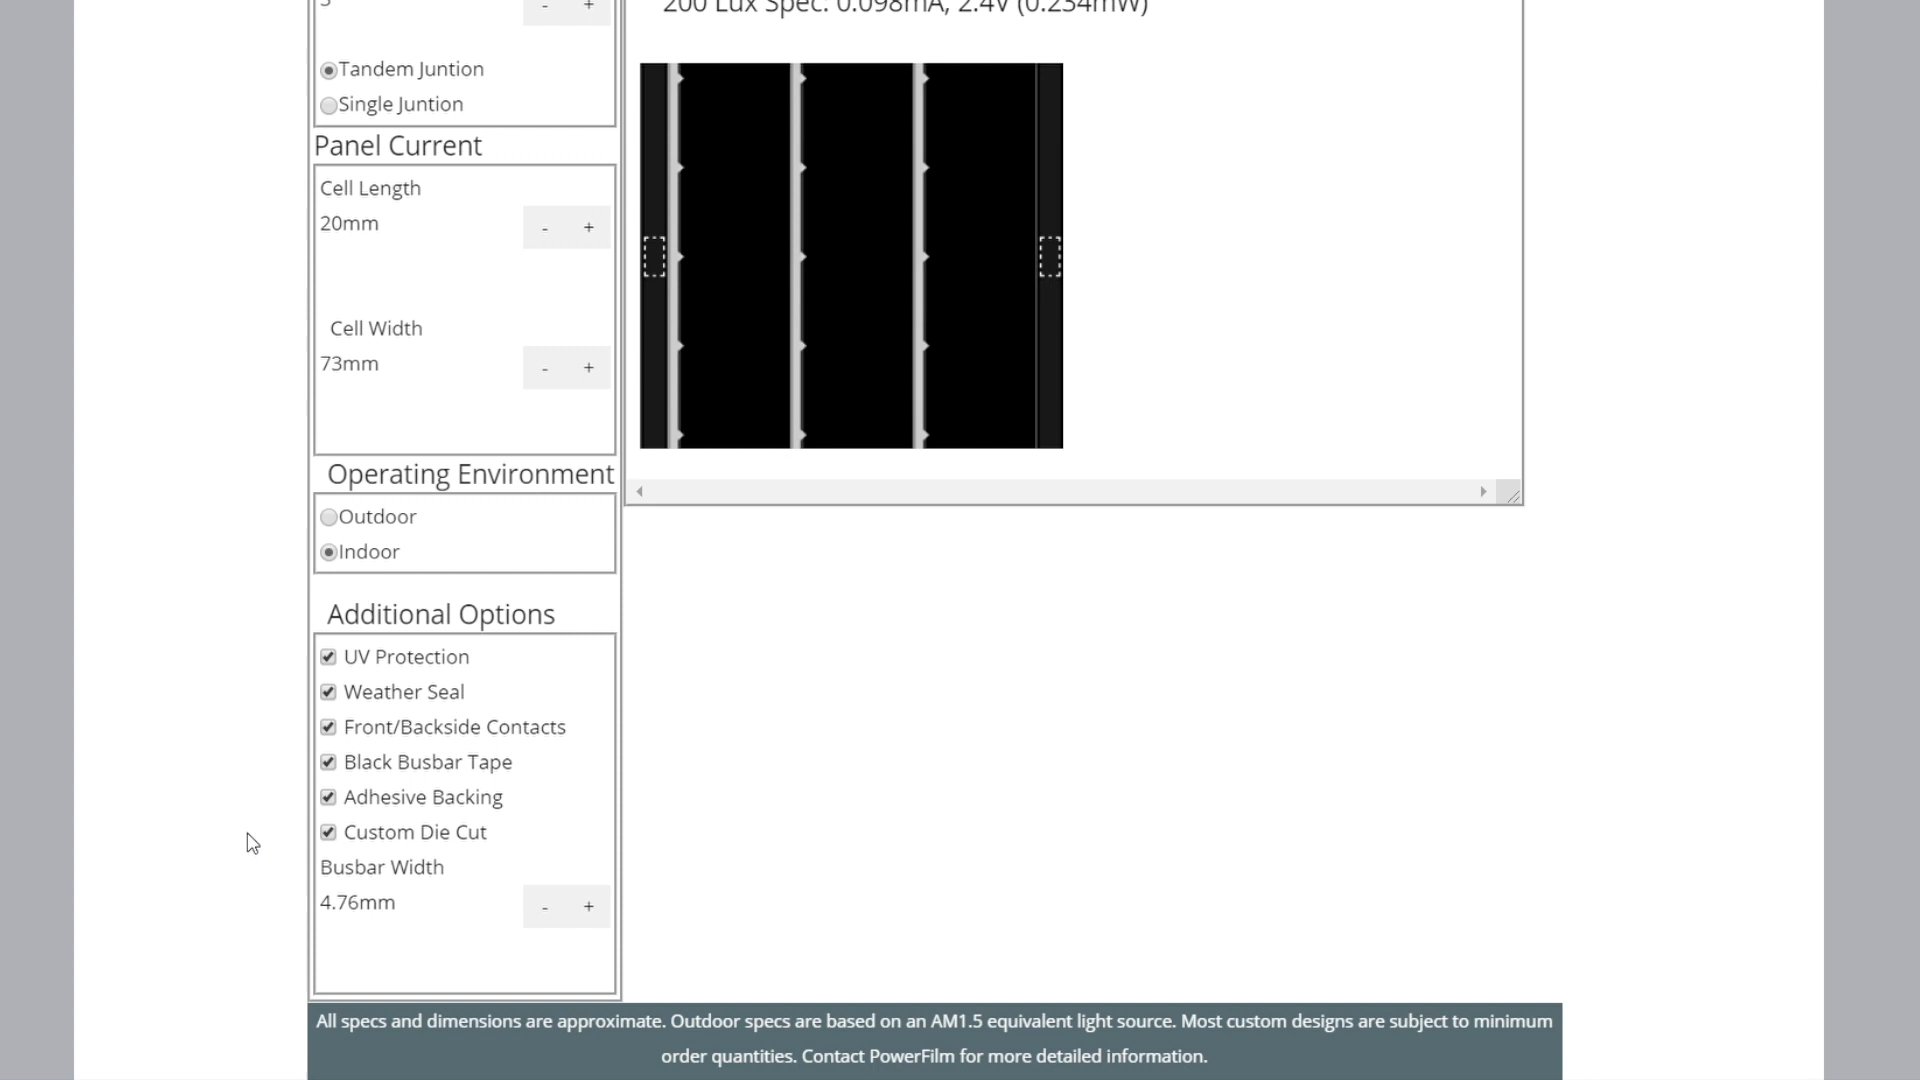 200 Lux Spec: 0.098mA, 2.4V (0.234mW)
- +
Tandem Juntion
Single Juntion
Panel Current
Cell Length
20mm
- +
Cell Width
73mm
- +
Operating Environment
Outdoor
Indoor
Additional Options
UV Protection
Weather Seal
Front/Backside Contacts
Black Busbar Tape
Adhesive Backing
Custom Die Cut
Busbar Width
4.76mm
- +
All specs and dimensions are approximate. Outdoor specs are based on an AM1.5 equivalent light source. Most custom designs are subject to minimum
order quantities. Contact PowerFilm for more detailed information.